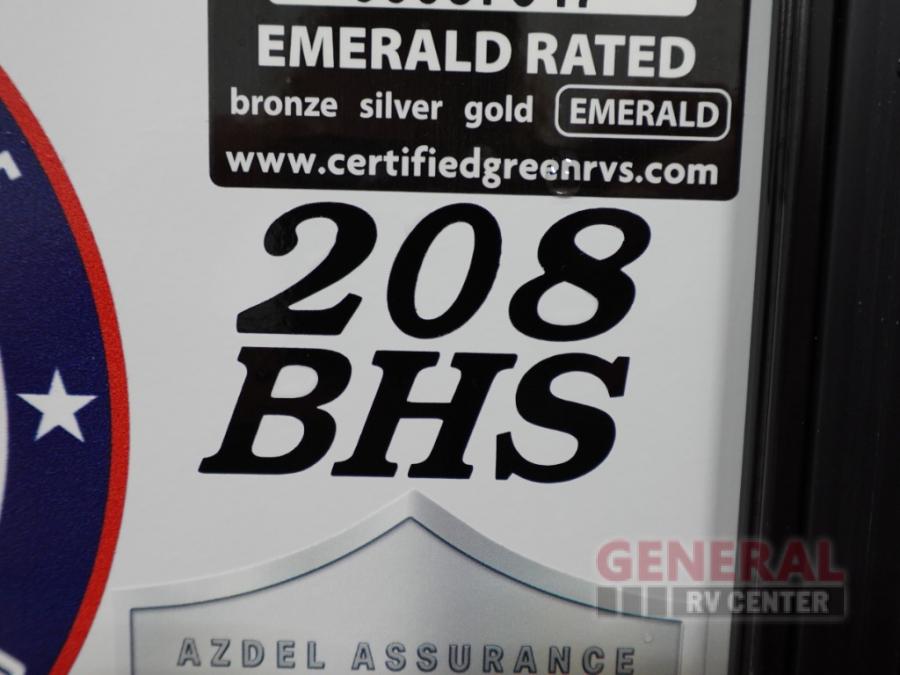 EMERALD RATED
bronze silver gold EMERALD
www.certifiedgreenrvs.com
208
BHS
AZDEL ASSURANCE
GENERAL
RV CENTER